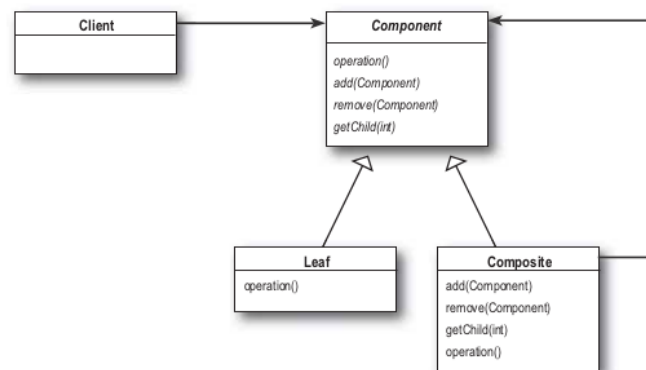 Client
Component
operation()
add(Component)
remove(Component)
getChild(int)
Leaf
operation()
Composite
add(Component)
remove(Component)
getChild(int)
operation()